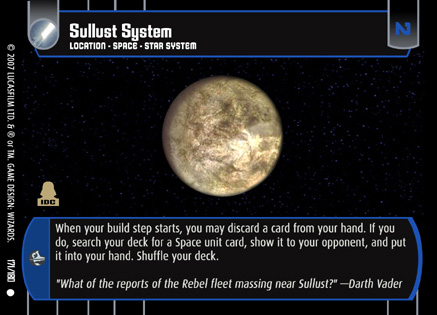 Sullust System
LOCATION • SPACE • STAR SYSTEM
N
IDC
When your build step starts, you may discard a card from your hand. If you
do, search your deck for a Space unit card, show it to your opponent, and put
it into your hand. Shuffle your deck.
"What of the reports of the Rebel fleet massing near Sullust?" —Darth Vader
© 2007 LUCASFILM LTD. & ® or TM. GAME DESIGN: WIZARDS.
171/180